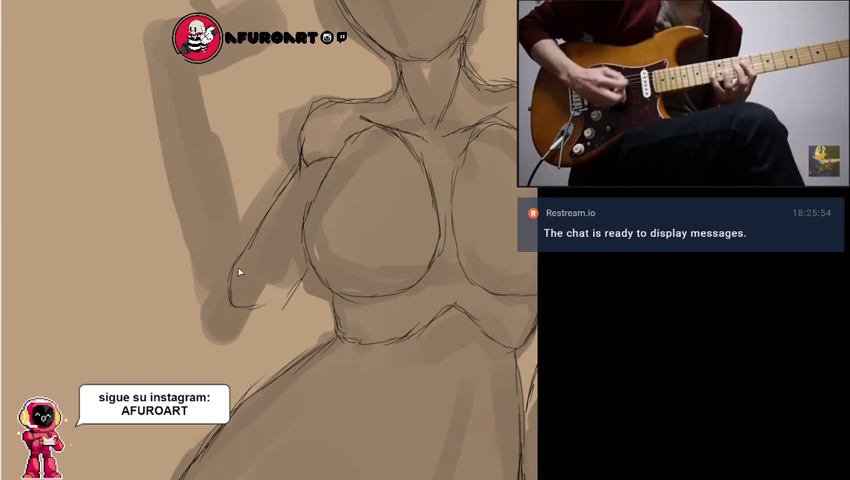 AFUROART
Restream.io 18:25:54
The chat is ready to display messages.
sigue su instagram:
AFUROART